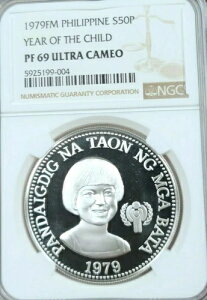 1979FM PHILIPPINE S50P
YEAR OF THE CHILD
PF 69 ULTRA CAMEO
5925199-004
NGC
NUMISMATIC GUARANTY CORPORATION
PANDAIGDIG NA TAON NG MGA BATA
1979